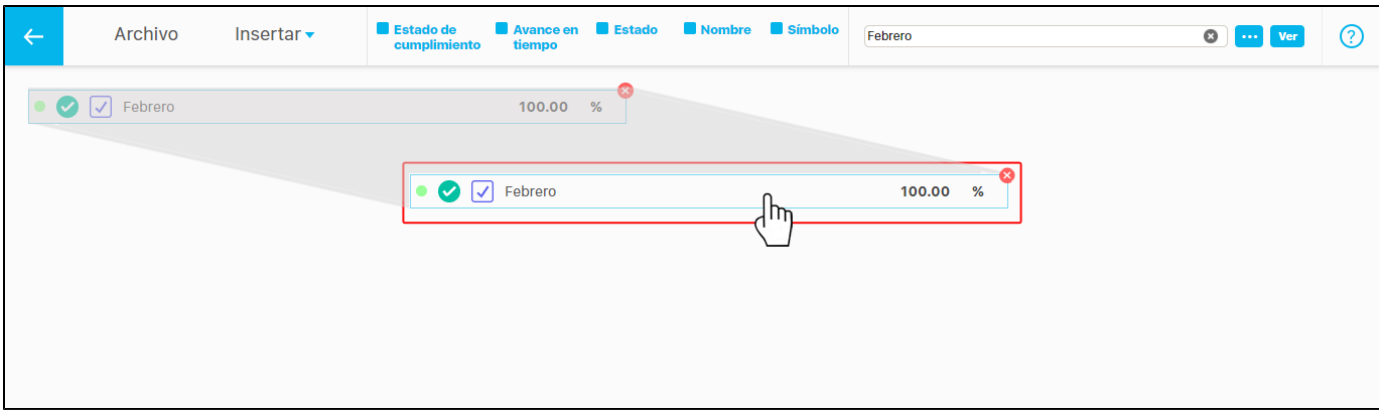 Archivo
Insertar
Estado de
cumplimiento
Avance en
tiempo
Estado
Nombre
Símbolo
Febrero
Ver
?
Febrero 100.00 %
Febrero 100.00 %